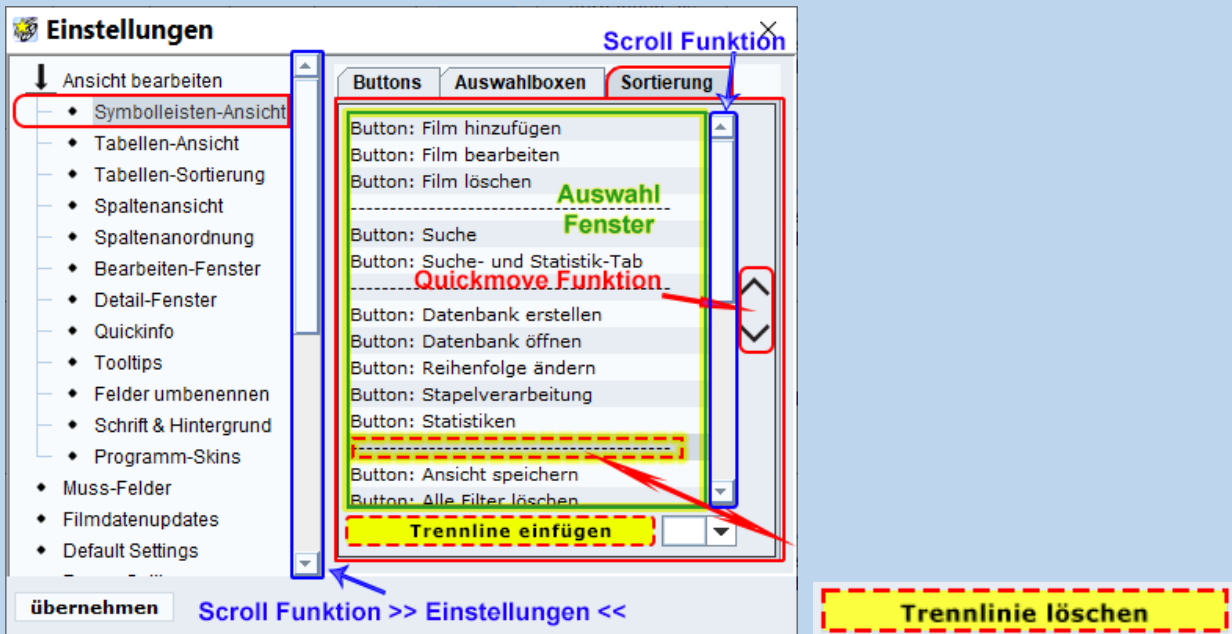 Einstellungen
Scroll Funktion
Ansicht bearbeiten
Symbolleisten-Ansicht
Tabellen-Ansicht
Tabellen-Sortierung
Spaltenansicht
Spaltenanordnung
Bearbeiten-Fenster
Detail-Fenster
Quickinfo
Tooltips
Felder umbenennen
Schrift & Hintergrund
Programm-Skins
Muss-Felder
Filmdatenupdates
Default Settings
Buttons Auswahlboxen Sortierung
Button: Film hinzufügen
Button: Film bearbeiten
Button: Film löschen
Auswahl
Fenster
Button: Suche
Button: Suche- und Statistik-Tab
Quickmove Funktion
Button: Datenbank erstellen
Button: Datenbank öffnen
Button: Reihenfolge ändern
Button: Stapelverarbeitung
Button: Statistiken
Button: Ansicht speichern
Button: Alle Filter löschen
Trennline einfügen
übernehmen
Scroll Funktion >> Einstellungen <<
Trennlinie löschen